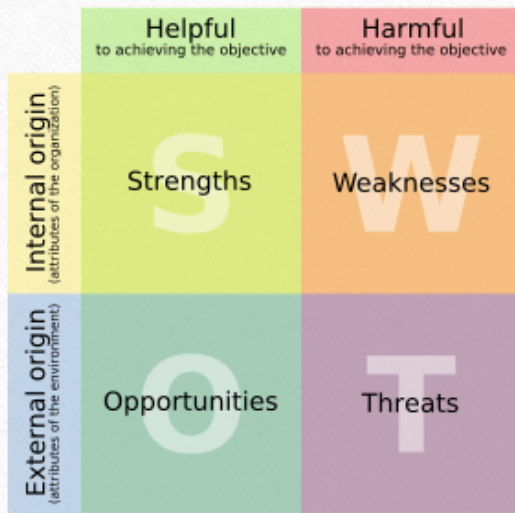 Helpful
to achieving the objective
Harmful
to achieving the objective
Internal origin
(attributes of the organization)
S
Strengths
W
Weaknesses
External origin
(attributes of the environment)
O
Opportunities
T
Threats